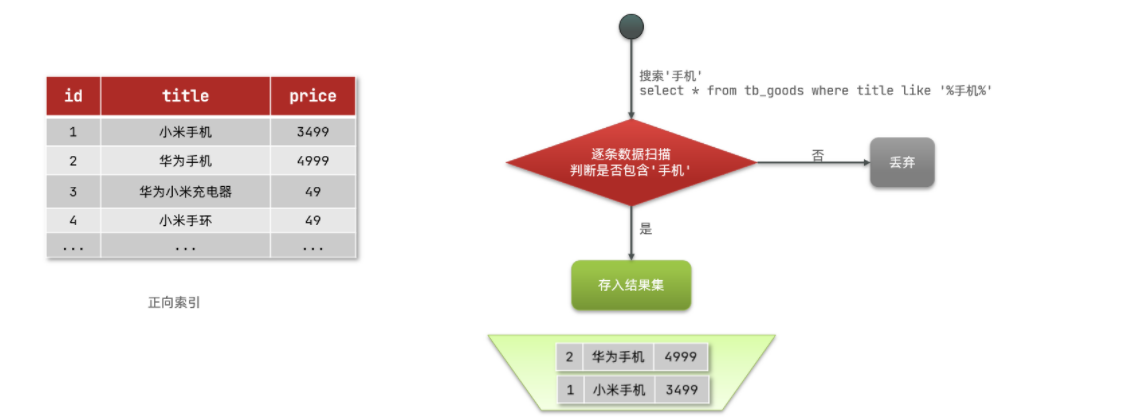 id title price
1 小米手机 3499
2 华为手机 4999
3 华为小米充电器 49
4 小米手环 49
... ... ...
正向索引
搜索'手机'
select * from tb_goods where title like '%手机%'
逐条数据扫描
判断是否包含'手机'
否
丢弃
是
存入结果集
2 华为手机 4999
1 小米手机 3499